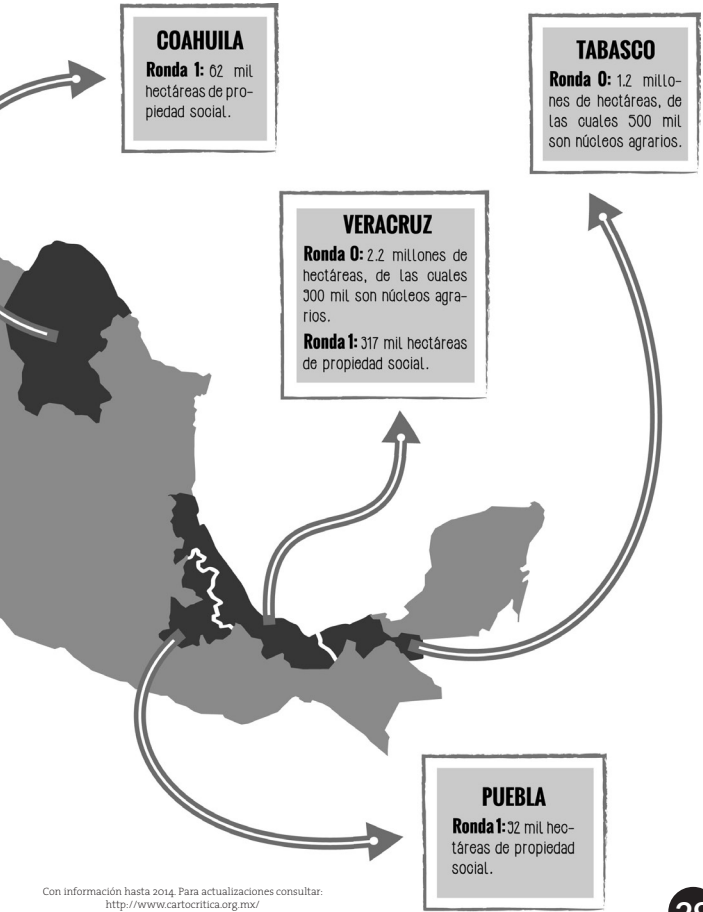 COAHUILA
Ronda 1: 62 mil
hectáreas de pro-
piedad social.
TABASCO
Ronda 0: 1.2 millo-
nes de hectáreas, de
las cuales 500 mil
son núcleos agrarios.
VERACRUZ
Ronda 0: 2.2 millones de
hectáreas, de las cuales
900 mil son núcleos agra-
rios.
Ronda 1: 317 mil hectáreas
de propiedad social.
PUEBLA
Ronda 1: 92 mil hec-
táreas de propiedad
social.
Con información hasta 2014. Para actualizaciones consultar:
http://www.cartocritica.org.mx/